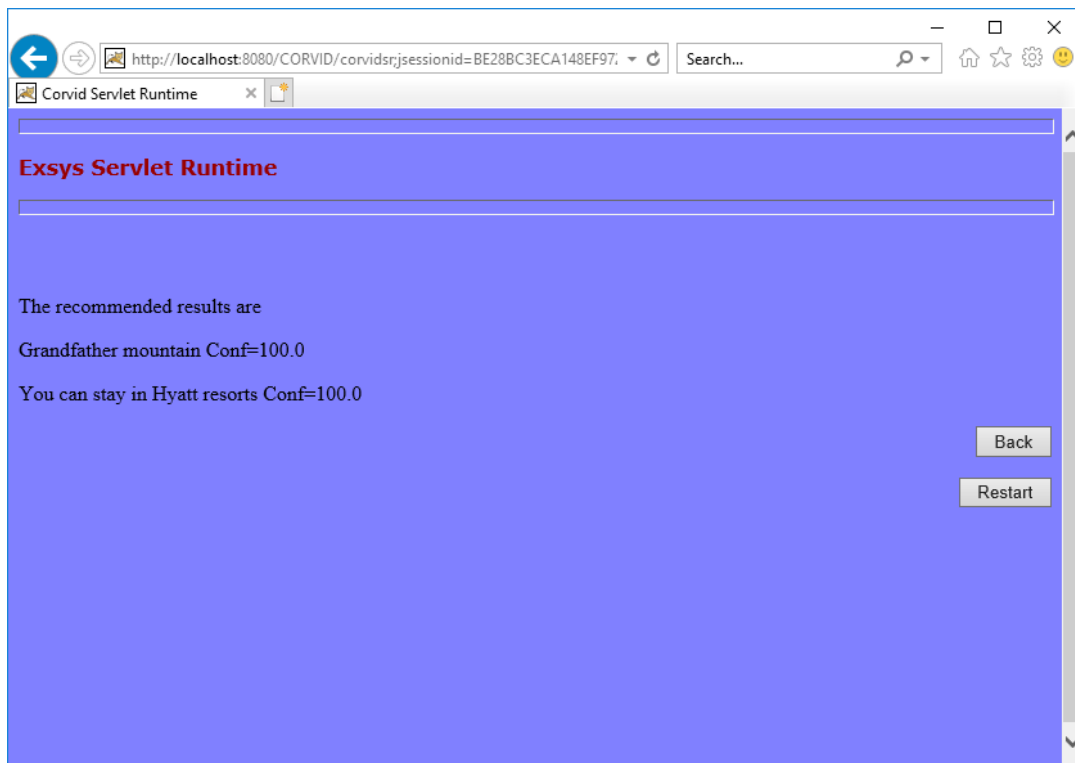 http://localhost:8080/CORVID/corvidsr;jsessionid=BE28BC3ECA148EF97
Search...
Corvid Servlet Runtime
Exsys Servlet Runtime
The recommended results are
Grandfather mountain Conf=100.0
You can stay in Hyatt resorts Conf=100.0
Back
Restart